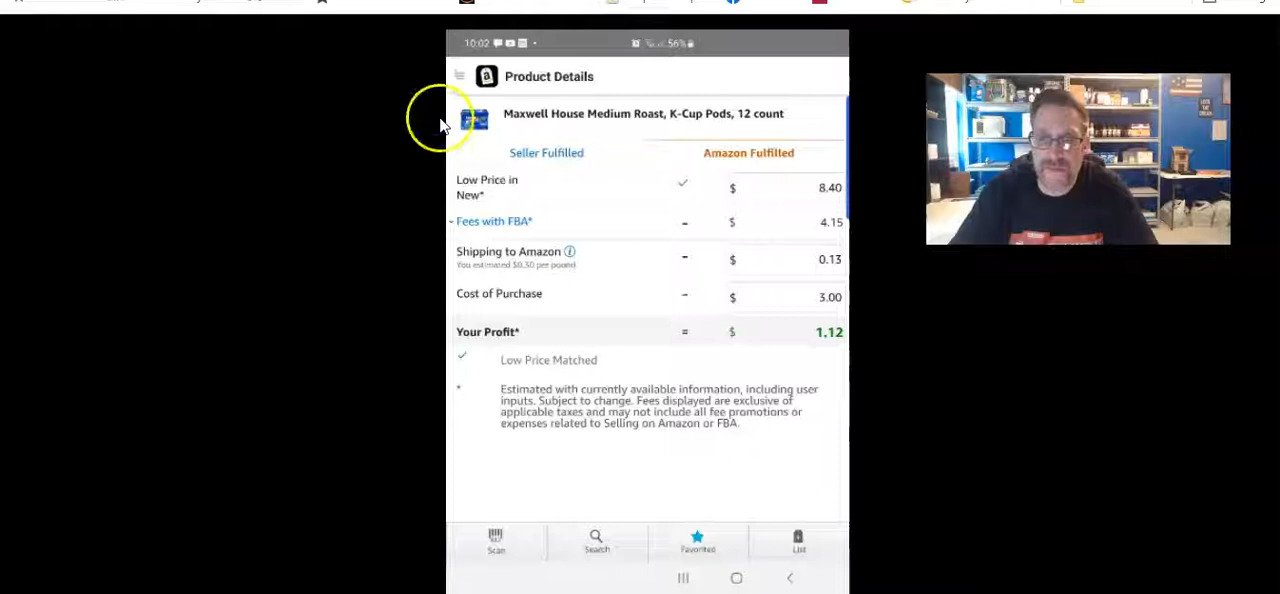 10:02
56%
Product Details
Maxwell House Medium Roast, K-Cup Pods, 12 count
Seller Fulfilled
Amazon Fulfilled
Low Price in
New*
$ 8.40
Fees with FBA* - $ 4.15
Shipping to Amazon - $ 0.13
You estimated $0.30 per pound
Cost of Purchase - $ 3.00
Your Profit* = $ 1.12
Low Price Matched
* Estimated with currently available information, including user
inputs. Subject to change. Fees displayed are exclusive of
applicable taxes and may not include all fee promotions or
expenses related to Selling on Amazon or FBA.
Scan
Search
Favorited
List